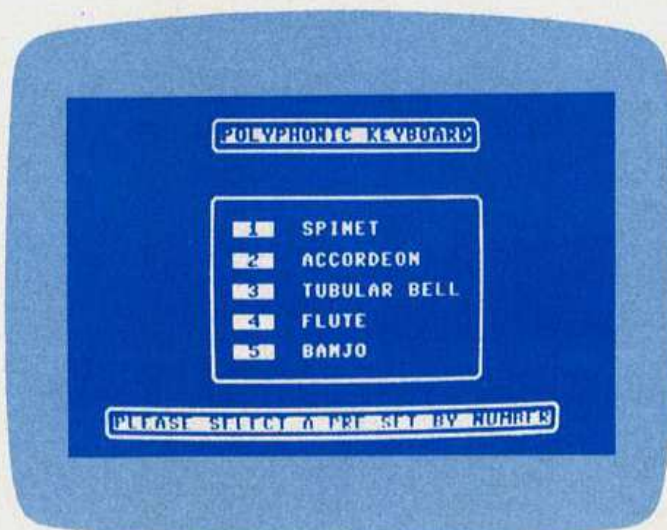 POLYPHONIC KEYBOARD
1 SPINET
2 ACCORDEON
3 TUBULAR BELL
4 FLUTE
5 BANJO
PLEASE SELECT A PRE SET BY NUMBER